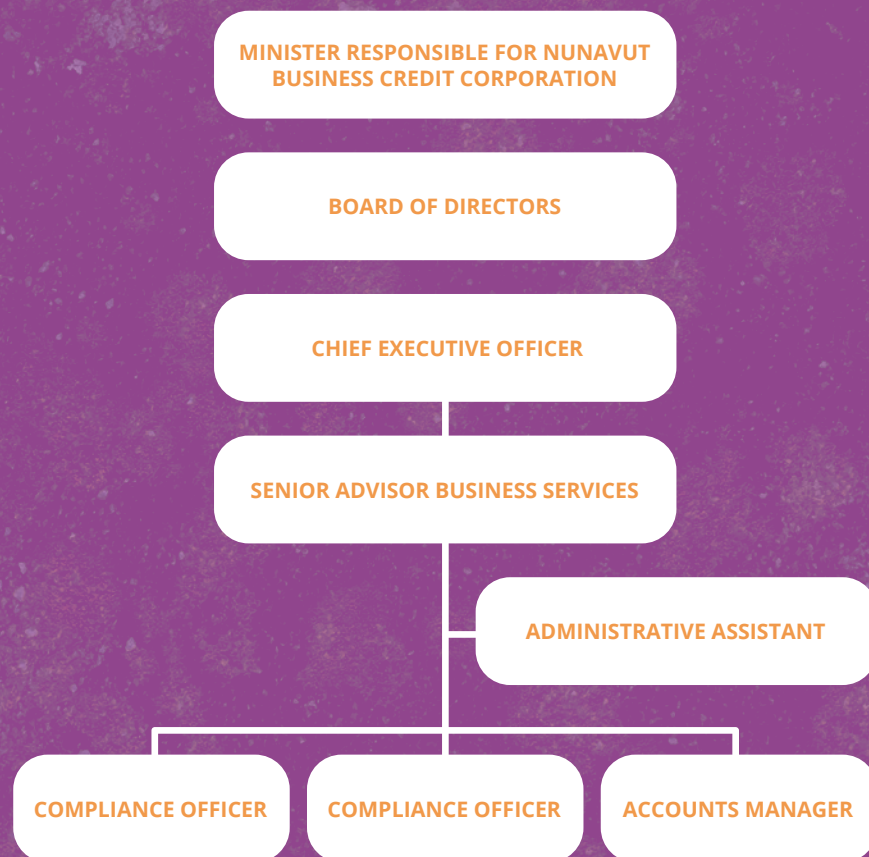 MINISTER RESPONSIBLE FOR NUNAVUT
BUSINESS CREDIT CORPORATION
BOARD OF DIRECTORS
CHIEF EXECUTIVE OFFICER
SENIOR ADVISOR BUSINESS SERVICES
ADMINISTRATIVE ASSISTANT
COMPLIANCE OFFICER
COMPLIANCE OFFICER
ACCOUNTS MANAGER